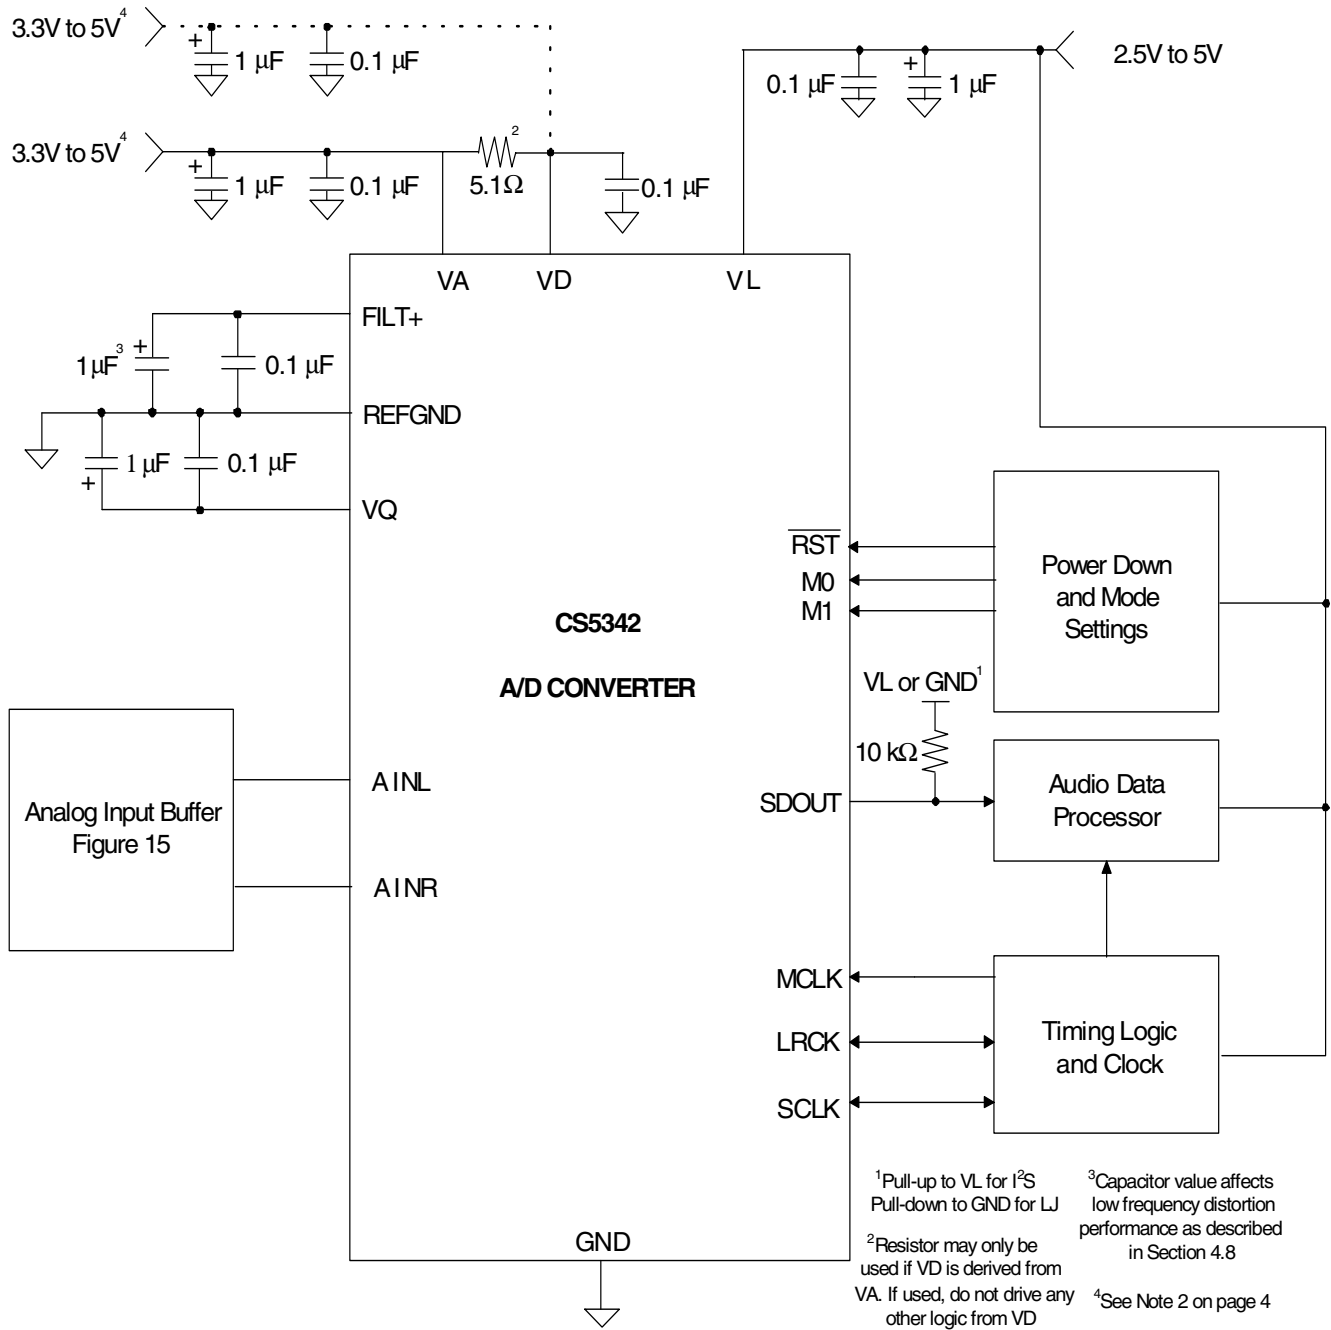 3.3V to 5V⁴
+
1 µF
0.1 µF
2.5V to 5V
0.1 µF
+
1 µF
3.3V to 5V⁴
+
1 µF
0.1 µF
2
5.1Ω
0.1 µF
VA
VD
VL
FILT+
1µF³
+
0.1 µF
REFGND
1 µF
+
0.1 µF
VQ
RST
M0
M1
Power Down
and Mode
Settings
CS5342
A/D CONVERTER
VL or GND¹
10 kΩ
Analog Input Buffer
Figure 15
AINL
AINR
SDOUT
Audio Data
Processor
MCLK
LRCK
SCLK
Timing Logic
and Clock
GND
¹Pull-up to VL for I²S
Pull-down to GND for LJ
²Resistor may only be
used if VD is derived from
VA. If used, do not drive any
other logic from VD
³Capacitor value affects
low frequency distortion
performance as described
in Section 4.8
⁴See Note 2 on page 4